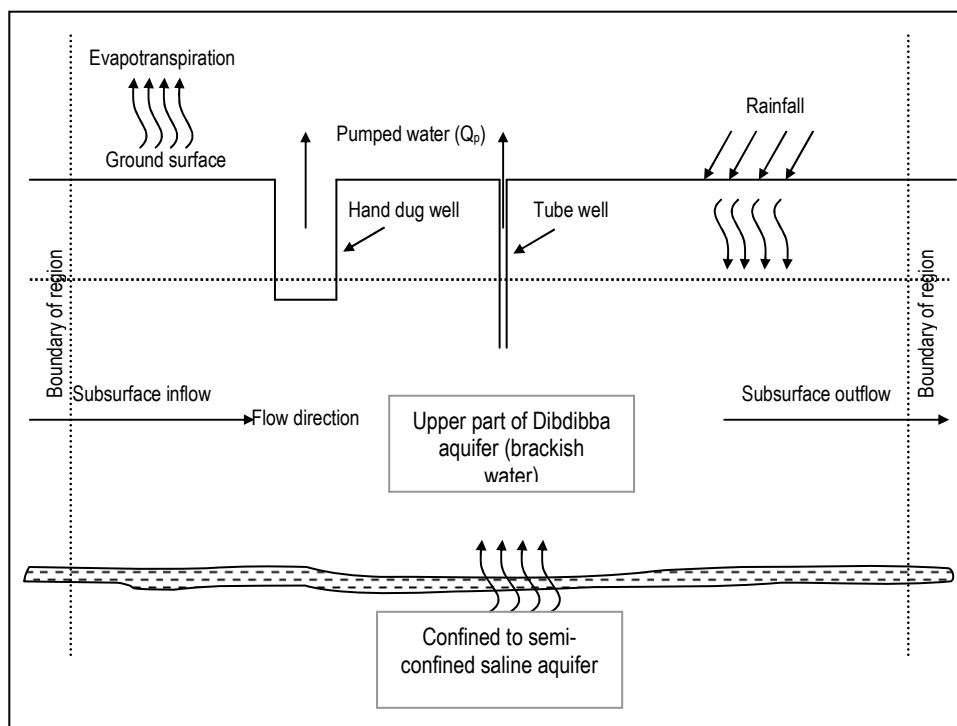 Evapotranspiration
Ground surface
Pumped water (Qp)
Rainfall
Hand dug well
Tube well
Boundary of region
Boundary of region
Subsurface inflow
Flow direction
Subsurface outflow
Upper part of Dibdibba
aquifer (brackish
water)
Confined to semi-
confined saline aquifer